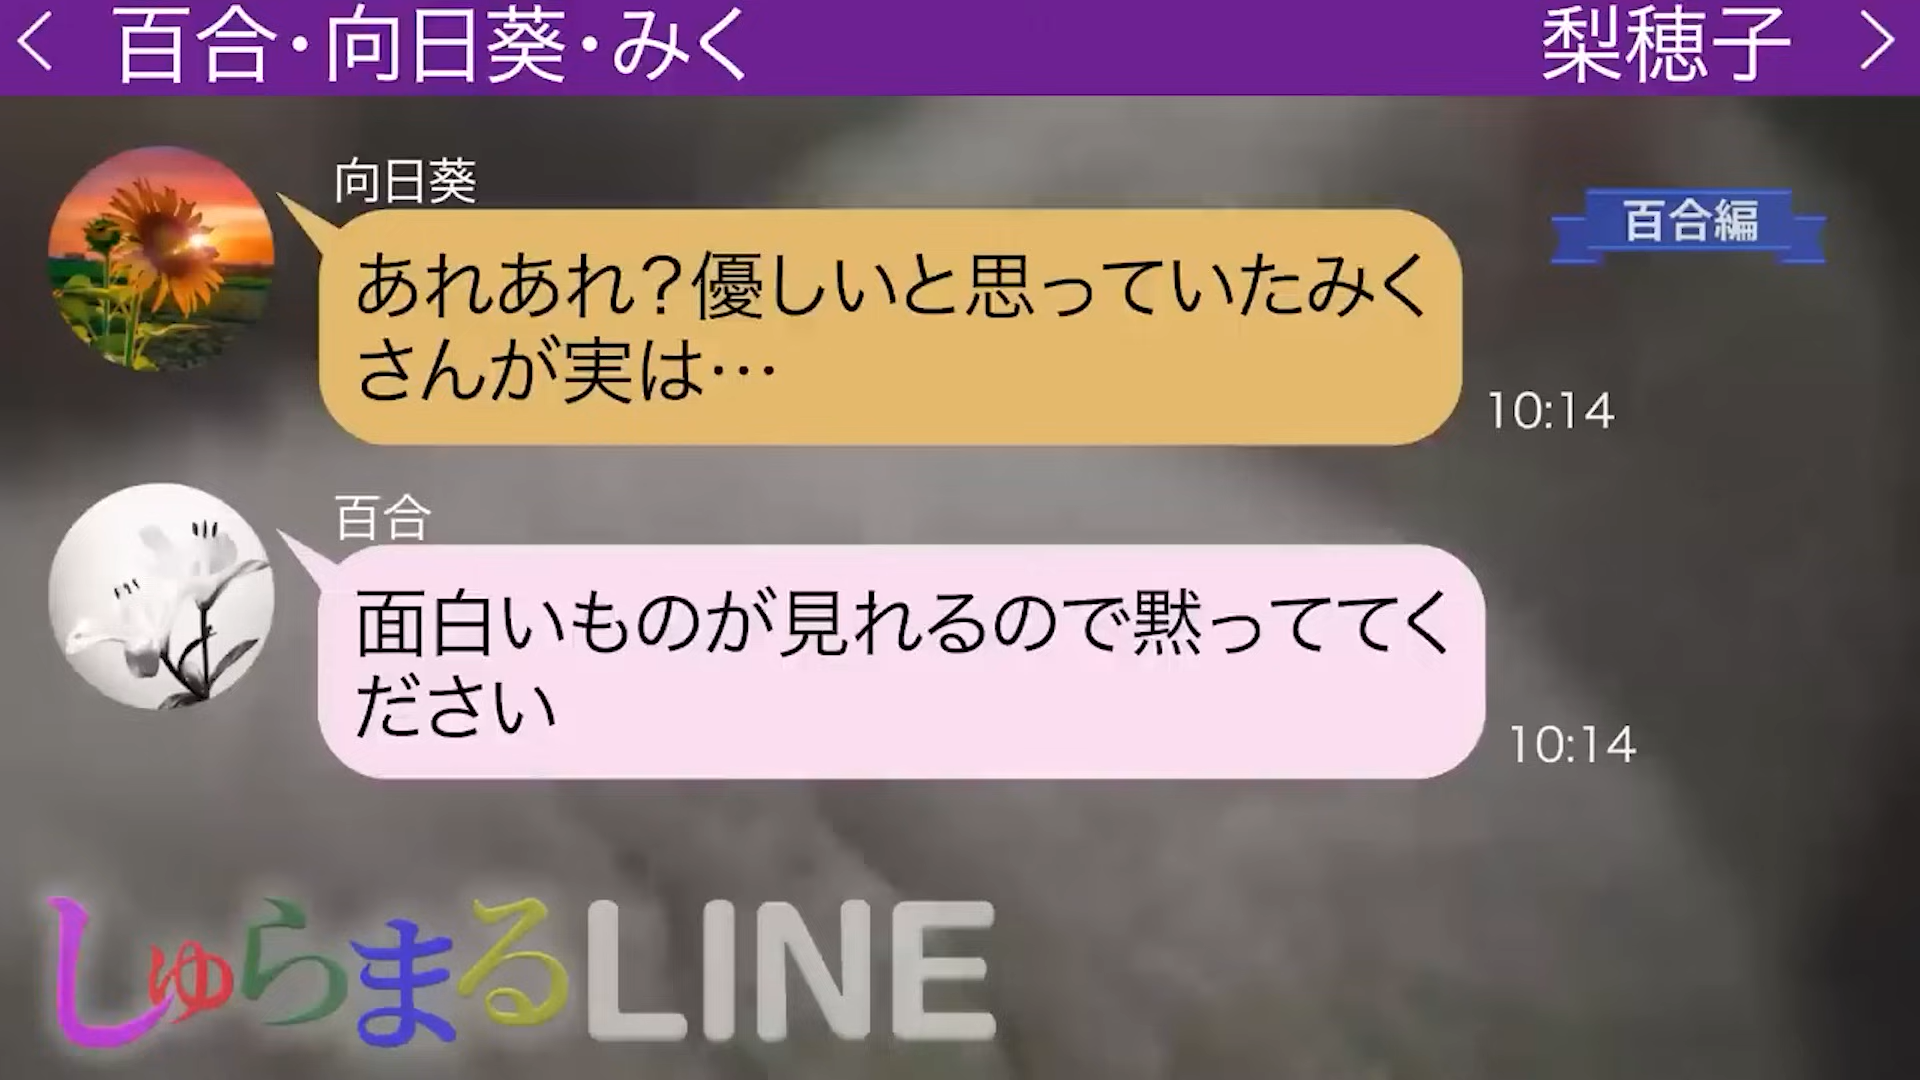 百合・向日葵・みく
梨穂子
向日葵
百合編
あれあれ？優しいと思っていたみく
さんが実は…
10:14
百合
面白いものが見れるので黙っててく
ださい
10:14
しゅらまるLINE